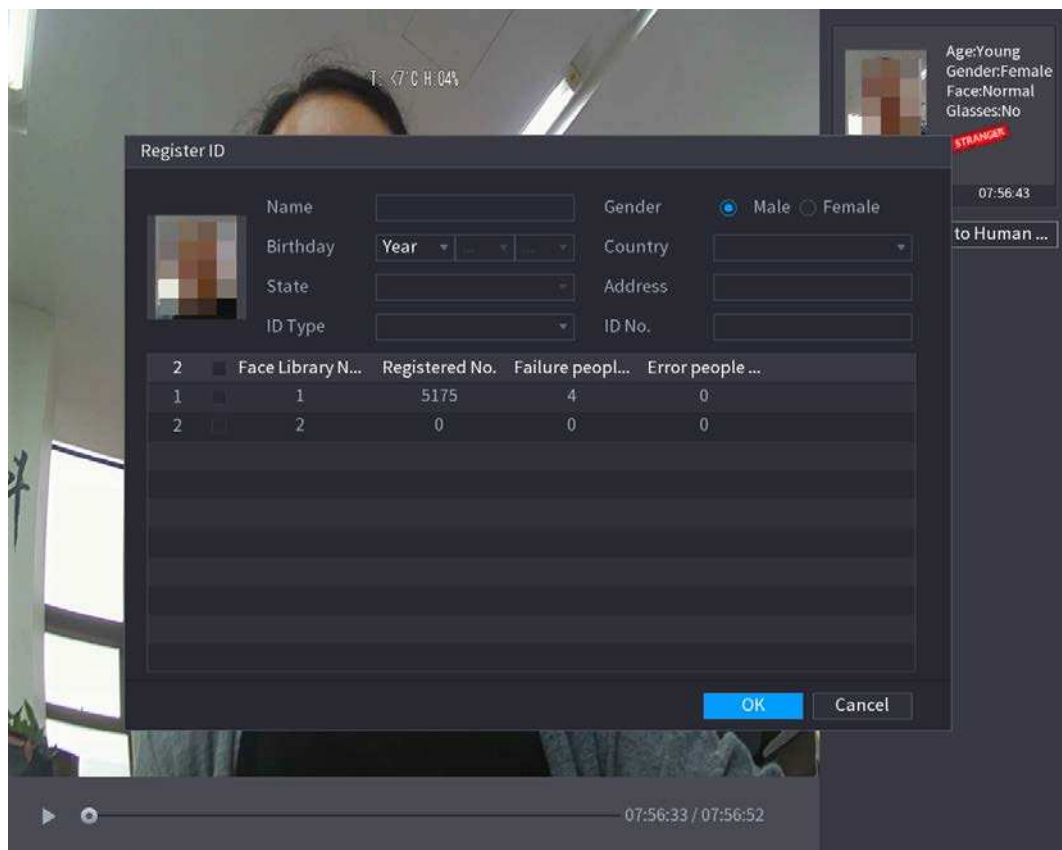 T: <7°C H:04%
Age:Young
Gender:Female
Face:Normal
Glasses:No
STRANGER
07:56:43
to Human ...
Register ID
Name Gender Male Female
Birthday Year ... ... Country
State Address
ID Type ID No.
2 Face Library N... Registered No. Failure peopl... Error people ...
1 1 5175 4 0
2 2 0 0 0
OK Cancel
07:56:33 / 07:56:52